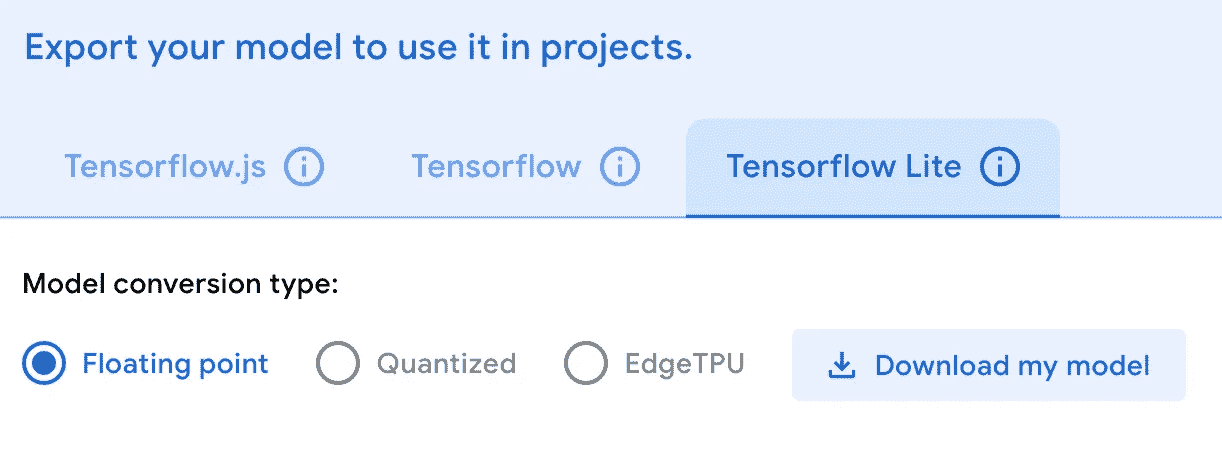 Export your model to use it in projects.
Tensorflow.js Tensorflow Tensorflow Lite
Model conversion type:
Floating point Quantized EdgeTPU Download my model